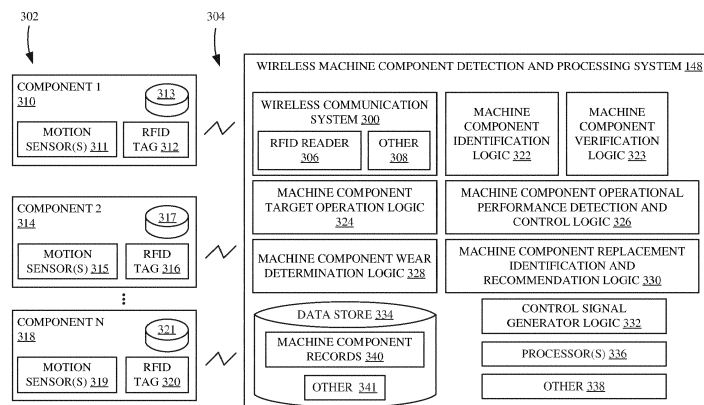 302
304
COMPONENT 1
310
313
MOTION
SENSOR(S) 311
RFID
TAG 312
COMPONENT 2
314
317
MOTION
SENSOR(S) 315
RFID
TAG 316
COMPONENT N
318
321
MOTION
SENSOR(S) 319
RFID
TAG 320
WIRELESS MACHINE COMPONENT DETECTION AND PROCESSING SYSTEM 148
WIRELESS COMMUNICATION
SYSTEM 300
RFID READER
306
OTHER
308
MACHINE
COMPONENT
IDENTIFICATION
LOGIC 322
MACHINE
COMPONENT
VERIFICATION
LOGIC 323
MACHINE COMPONENT
TARGET OPERATION LOGIC
324
MACHINE COMPONENT OPERATIONAL
PERFORMANCE DETECTION AND
CONTROL LOGIC 326
MACHINE COMPONENT WEAR
DETERMINATION LOGIC 328
MACHINE COMPONENT REPLACEMENT
IDENTIFICATION AND
RECOMMENDATION LOGIC 330
DATA STORE 334
MACHINE COMPONENT
RECORDS 340
OTHER 341
CONTROL SIGNAL
GENERATOR LOGIC 332
PROCESSOR(S) 336
OTHER 338